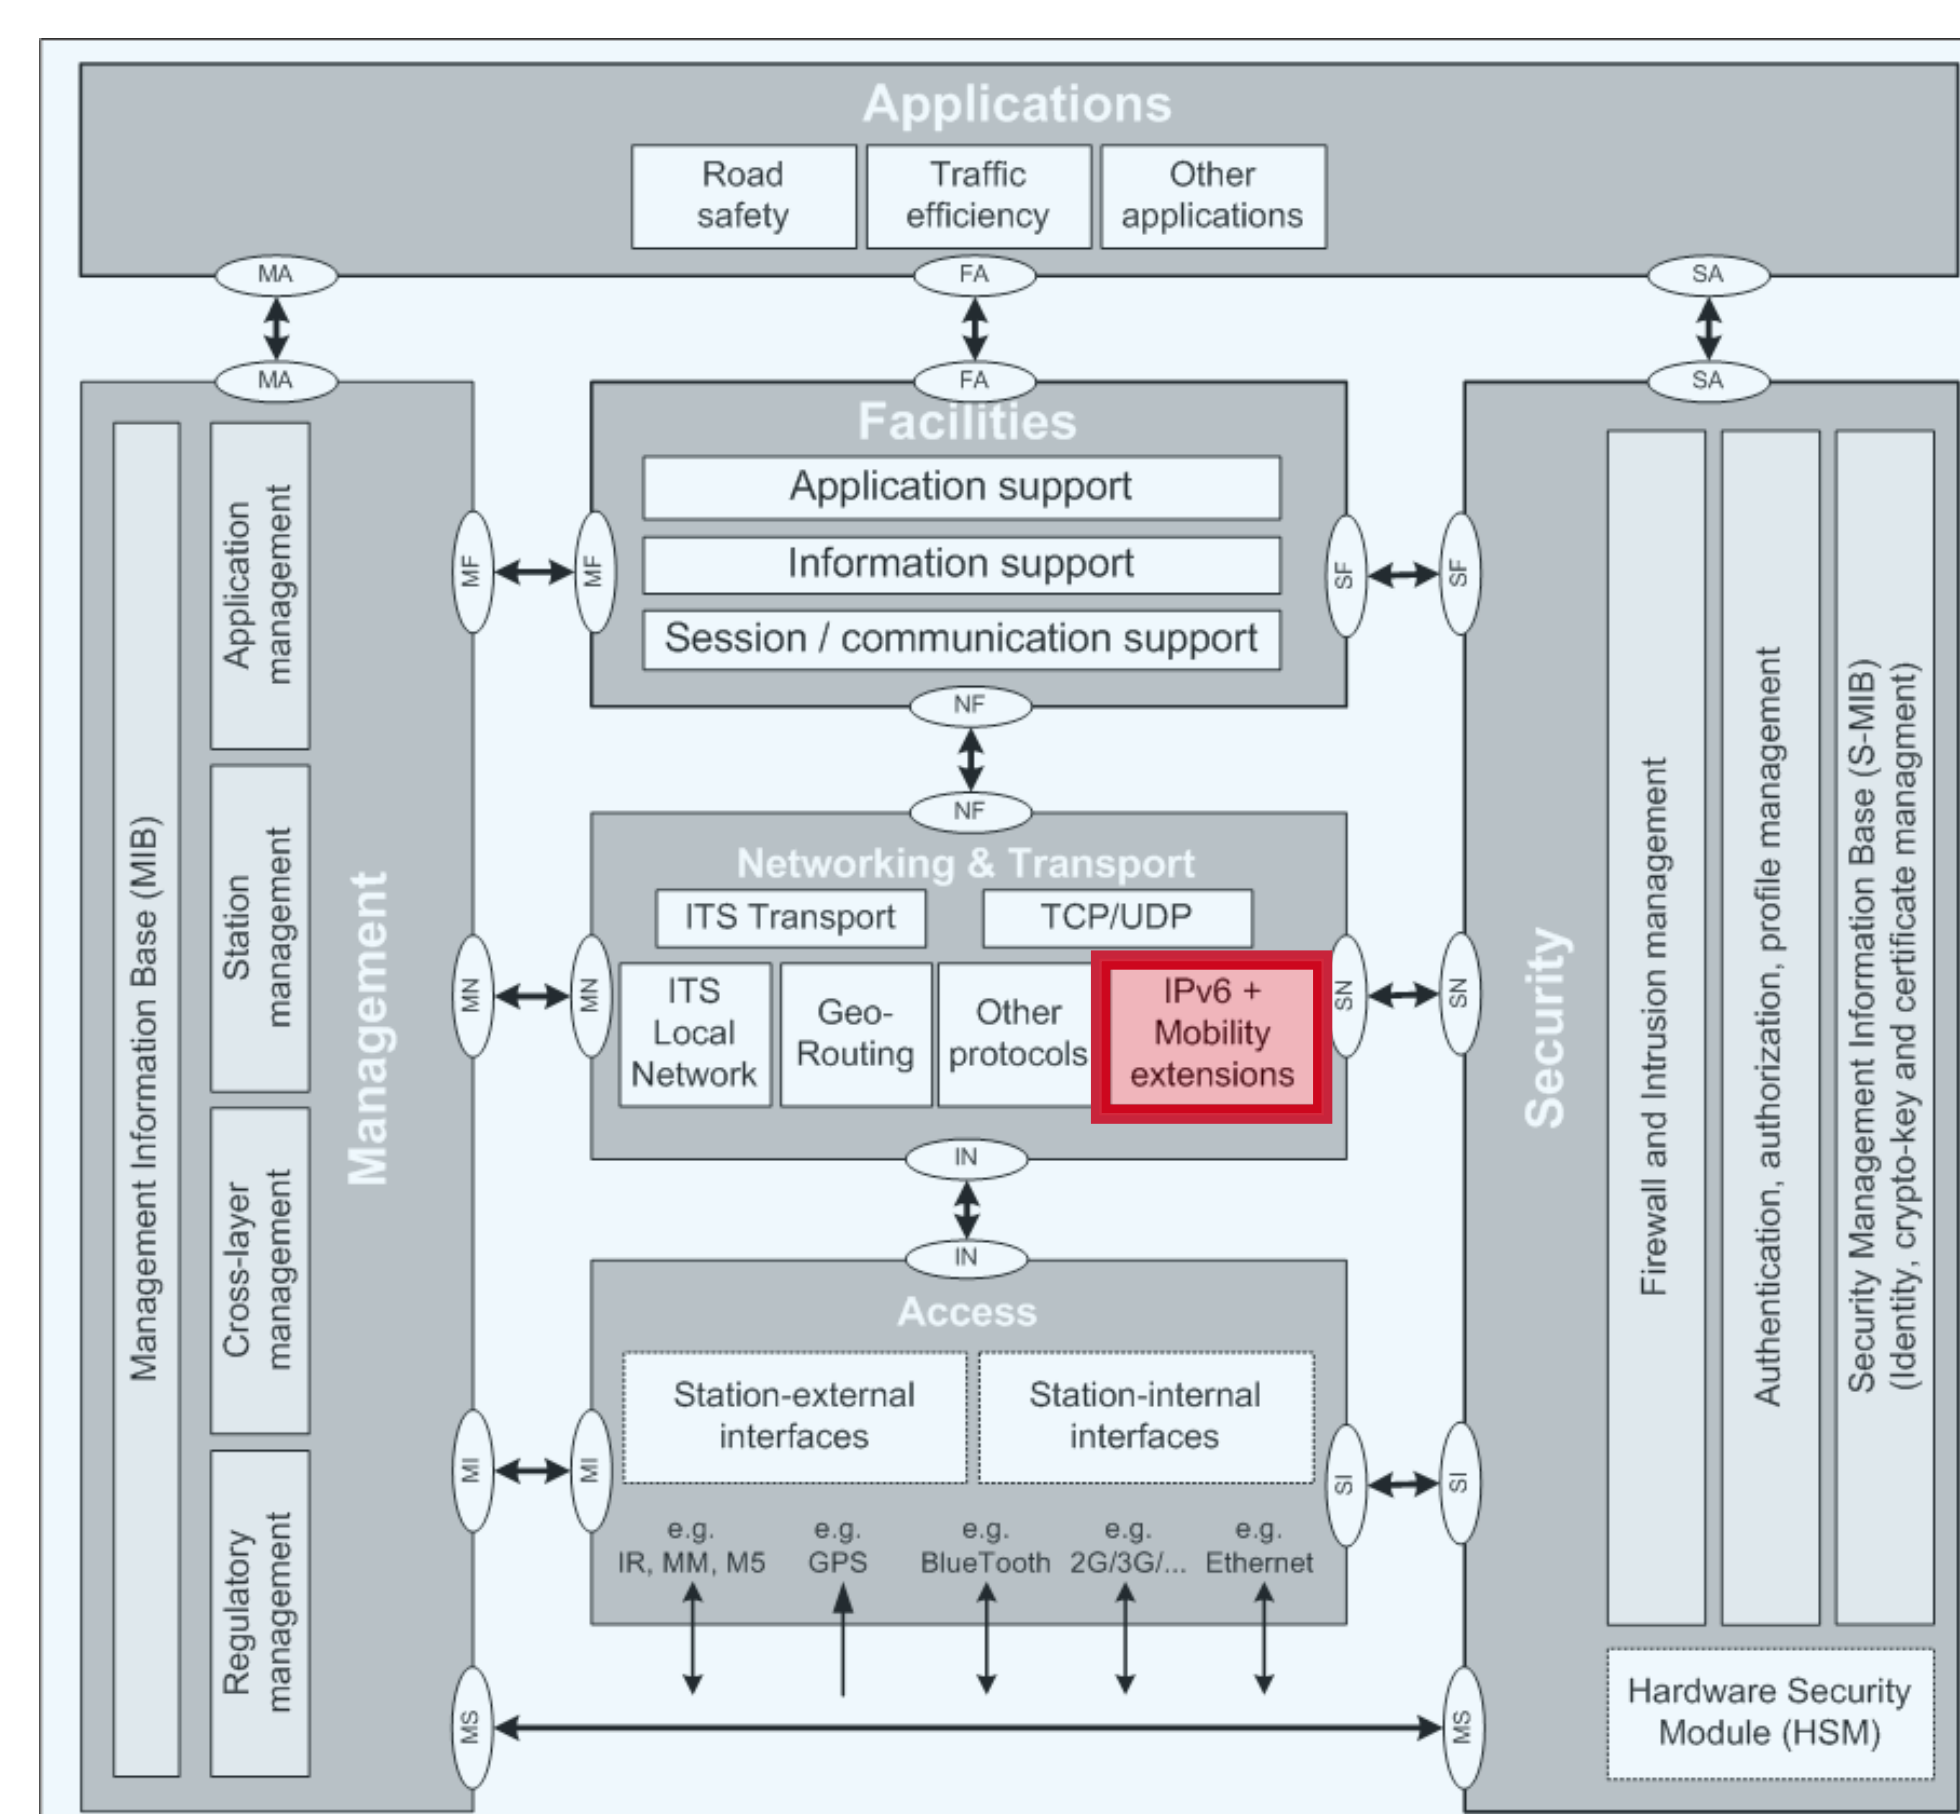 Applications
Road
safety
Traffic
efficiency
Other
applications
MA
FA
SA
MA
FA
SA
Management Information Base (MIB)
Application
management
Station
management
Cross-layer
management
Regulatory
management
Management
MF
MF
MN
MN
MI
MI
MS
Facilities
Application support
Information support
Session / communication support
NF
NF
Networking & Transport
ITS Transport
TCP/UDP
ITS
Local
Network
Geo-
Routing
Other
protocols
IPv6 +
Mobility
extensions
IN
IN
Access
Station-external
interfaces
Station-internal
interfaces
e.g.
IR, MM, M5
e.g.
GPS
e.g.
BlueTooth
e.g.
2G/3G/...
e.g.
Ethernet
SF
SF
SN
SN
SI
SI
MS
Security
Firewall and Intrusion management
Authentication, authorization, profile management
Security Management Information Base (S-MIB)
(Identity, crypto-key and certificate managment)
Hardware Security
Module (HSM)